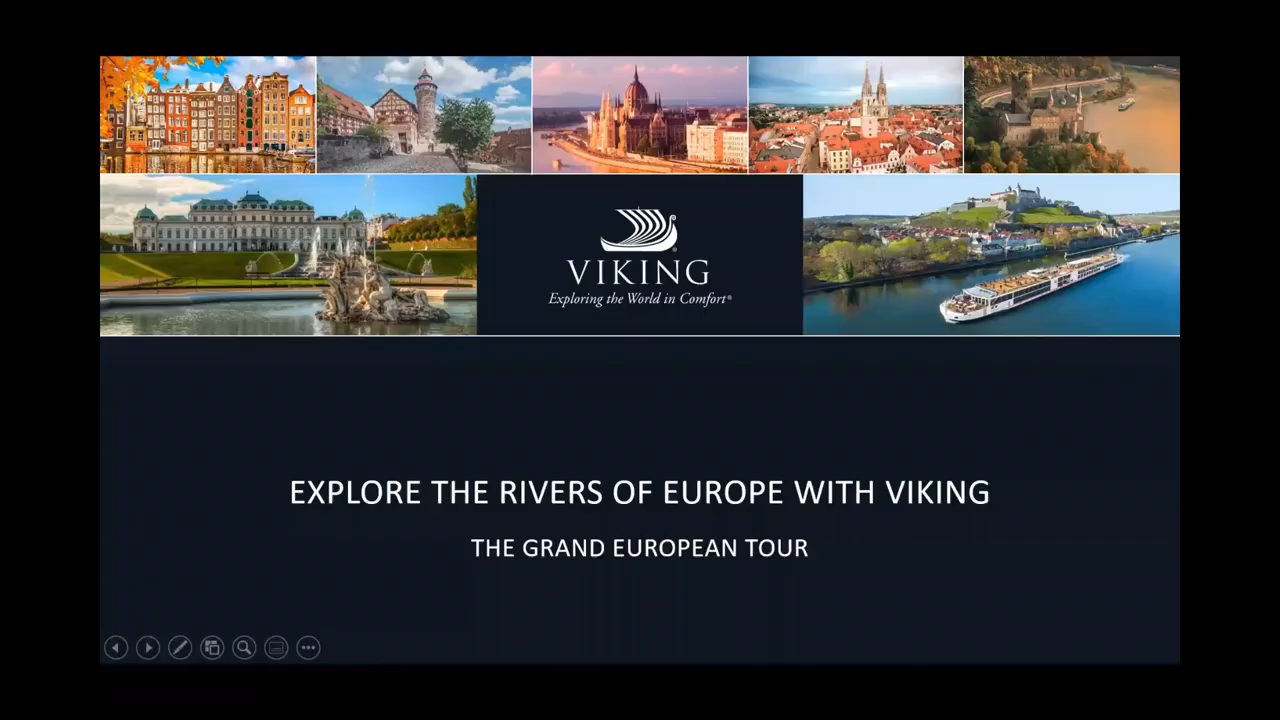 VIKING
Exploring the World in Comfort®
EXPLORE THE RIVERS OF EUROPE WITH VIKING
THE GRAND EUROPEAN TOUR